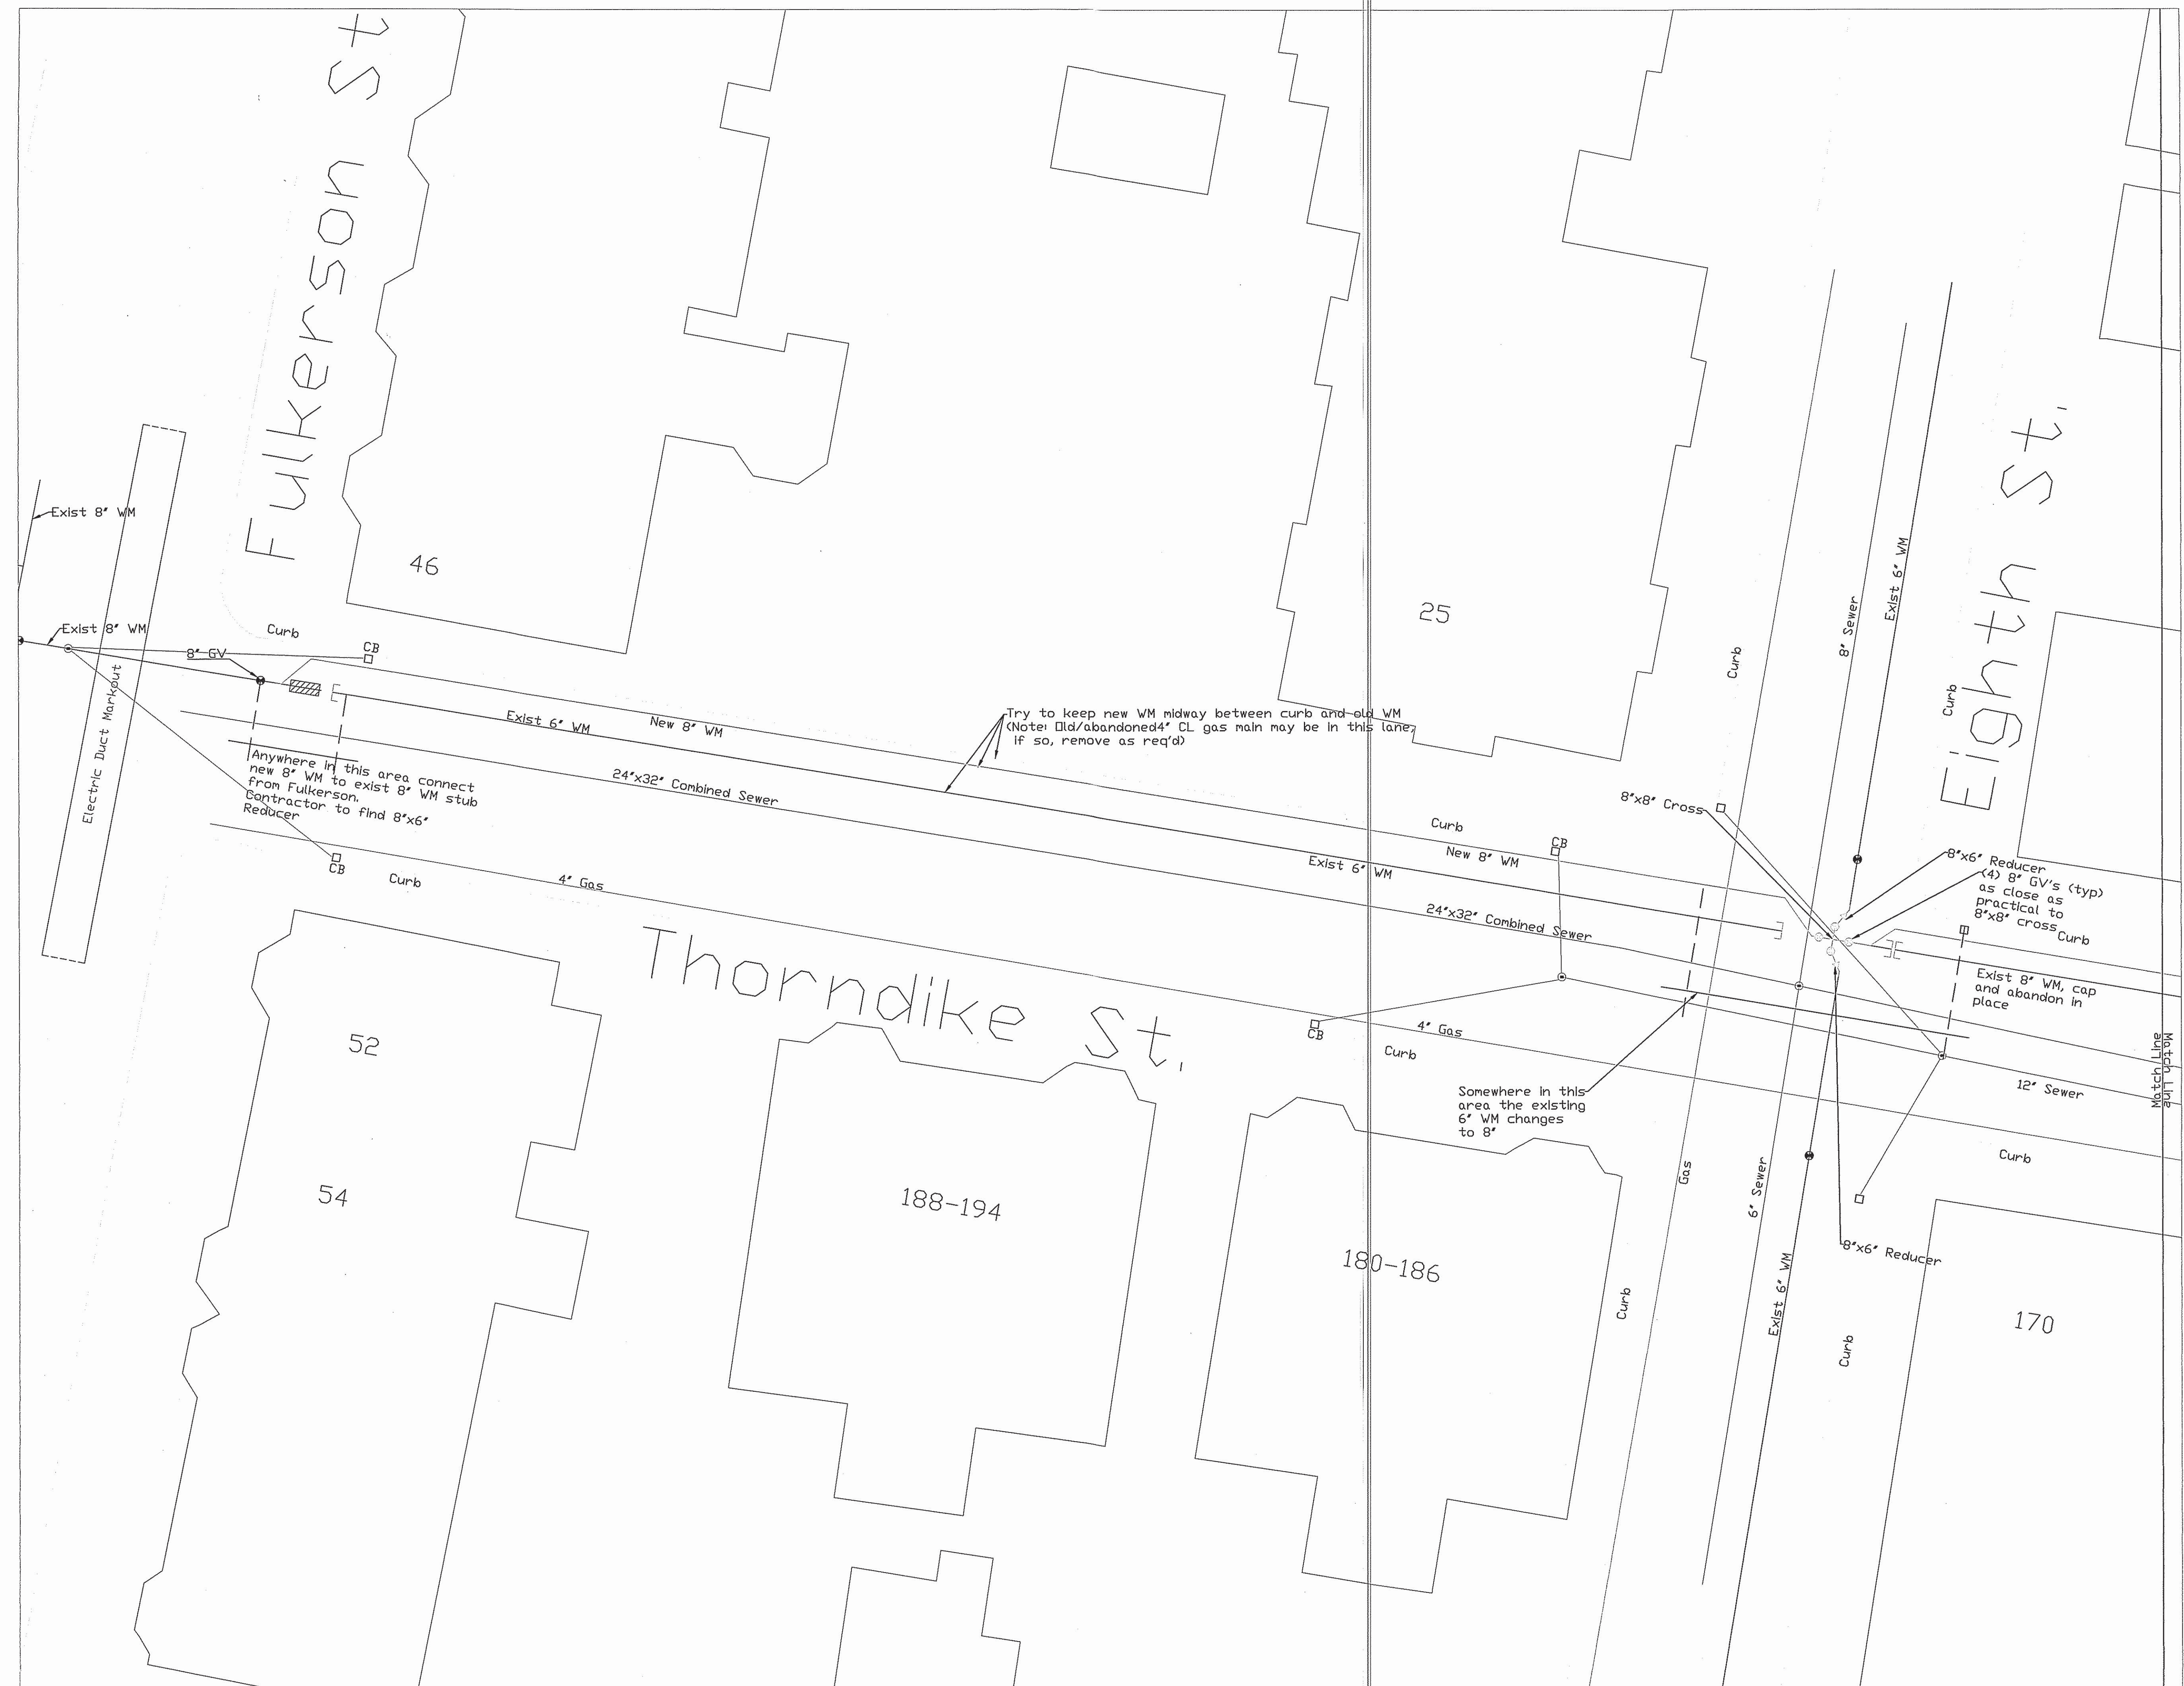 Fulkerson St
46
25
Exist 8" WM
Exist 8" WM
Curb
CB
8" GV
Electric Duct Markout
Exist 6" WM
New 8" WM
Try to keep new WM midway between curb and old WM
(Note: Old/abandoned4" CL gas main may be in this lane,
if so, remove as req'd)
Anywhere in this area connect
new 8" WM to exist 8" WM stub
from Fulkerson.
Contractor to find 8"x6"
Reducer
24"x32" Combined Sewer
CB
Curb
4" Gas
Thorndike St.
Curb
8" Sewer
Exist 6" WM
Curb
Eighth St.
8"x8" Cross
Curb
New 8" WM
CB
Exist 6" WM
24"x32" Combined Sewer
8"x6" Reducer
(4) 8" GV's (typ)
as close as
practical to
8"x8" cross
Curb
Exist 8" WM, cap
and abandon in
place
CB
4" Gas
Curb
Somewhere in this
area the existing
6" WM changes
to 8"
12" Sewer
Match Line
Match Line
Curb
52
54
188-194
180-186
Gas
6" Sewer
Curb
Exist 6" WM
8"x6" Reducer
Curb
170